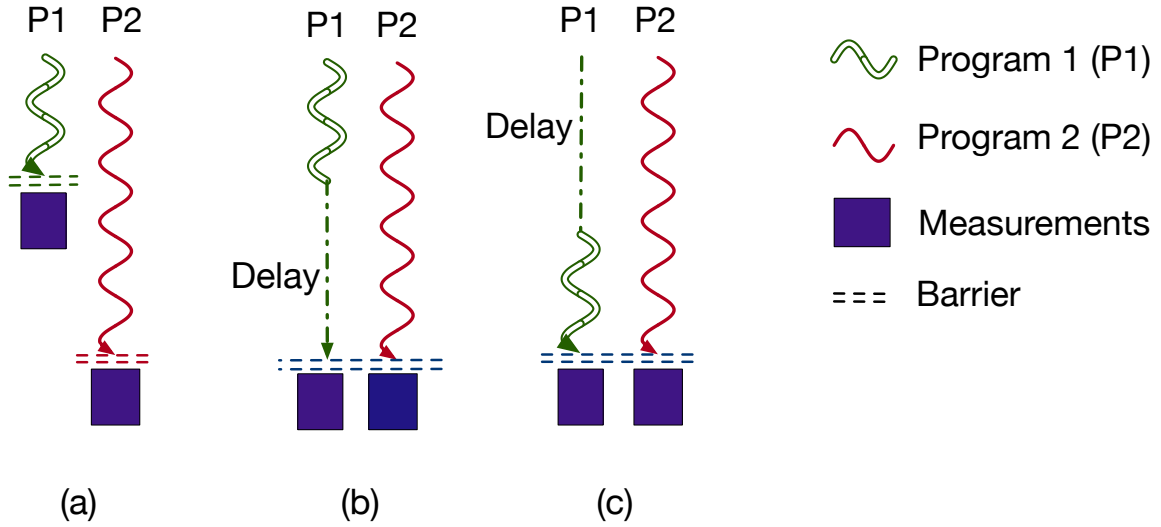 P1 P2
P1 P2
P1 P2
Delay
Delay
Program 1 (P1)
Program 2 (P2)
Measurements
Barrier
(a)
(b)
(c)